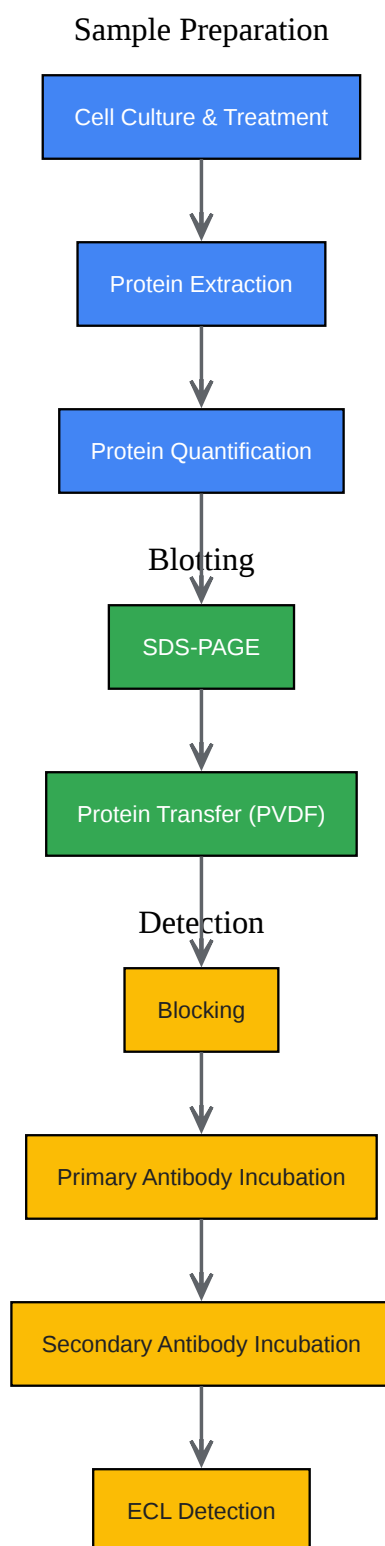 Sample Preparation
Cell Culture & Treatment
Protein Extraction
Protein Quantification
Blotting
SDS-PAGE
Protein Transfer (PVDF)
Detection
Blocking
Primary Antibody Incubation
Secondary Antibody Incubation
ECL Detection